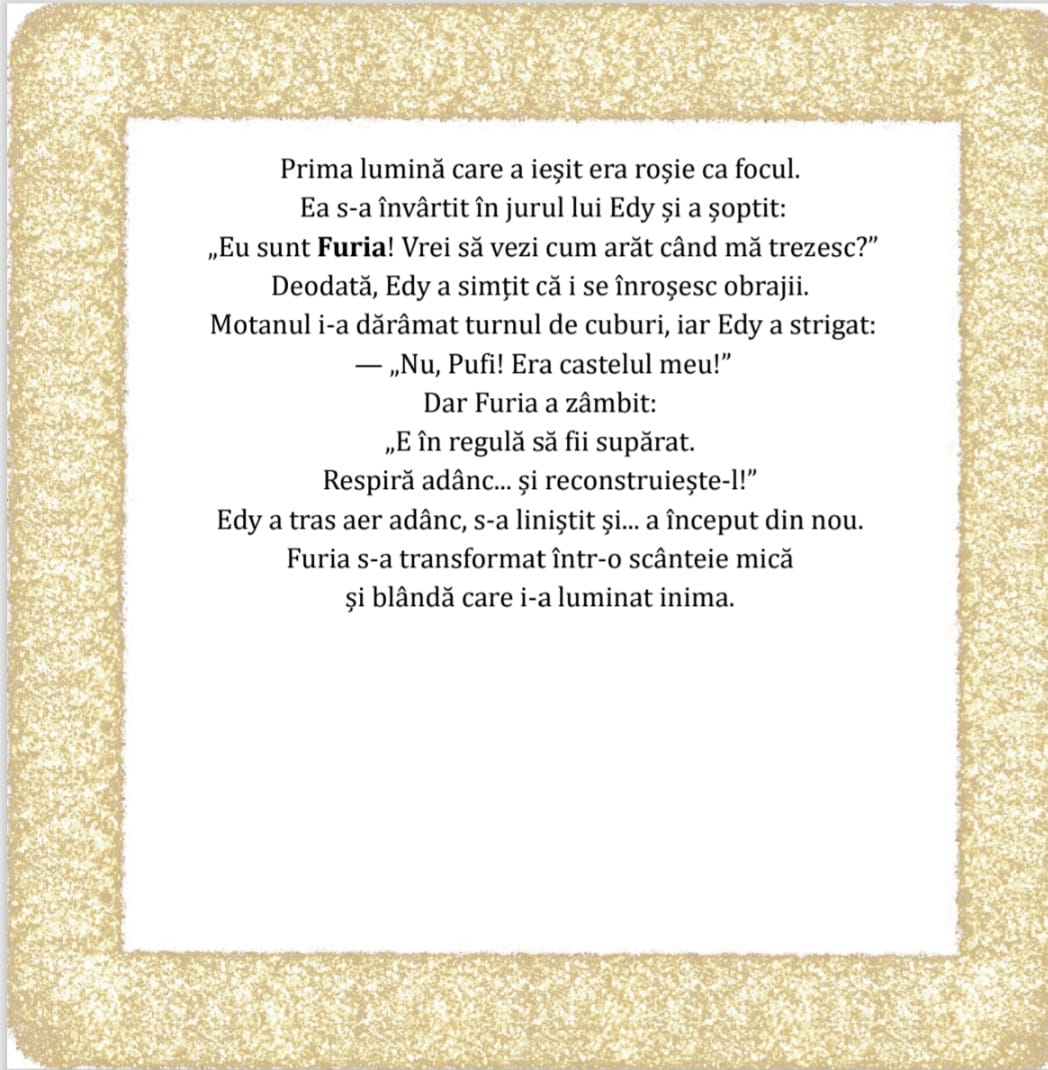 Prima lumină care a ieșit era roșie ca focul.
Ea s-a învârtit în jurul lui Edy și a șoptit:
„Eu sunt Furia! Vrei să vezi cum arăt când mă trezesc?”
Deodată, Edy a simțit că i se înroșesc obrajii.
Motanul i-a dărâmat turnul de cuburi, iar Edy a strigat:
— „Nu, Pufi! Era castelul meu!”
Dar Furia a zâmbit:
„E în regulă să fii supărat.
Respiră adânc... și reconstruiește-l!”
Edy a tras aer adânc, s-a liniștit și... a început din nou.
Furia s-a transformat într-o scânteie mică
și blândă care i-a luminat inima.